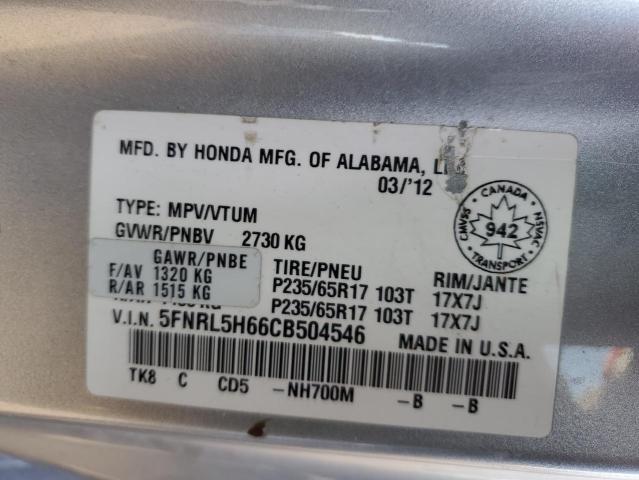 MFD. BY HONDA MFG. OF ALABAMA,
03/'12
TYPE: MPV/VTUM
GVWR/PNBV 2730 KG
GAWR/PNBE
F/AV 1320 KG
R/AR 1515 KG
TIRE/PNEU RIM/JANTE
P235/65R17 103T 17X7J
P235/65R17 103T 17X7J
V.I.N. 5FNRL5H66CB504546 MADE IN U.S.A.
TK8 C CD5 -NH700M -B -B
CANADA
CMVSS 942 NSVAC
TRANSPORT